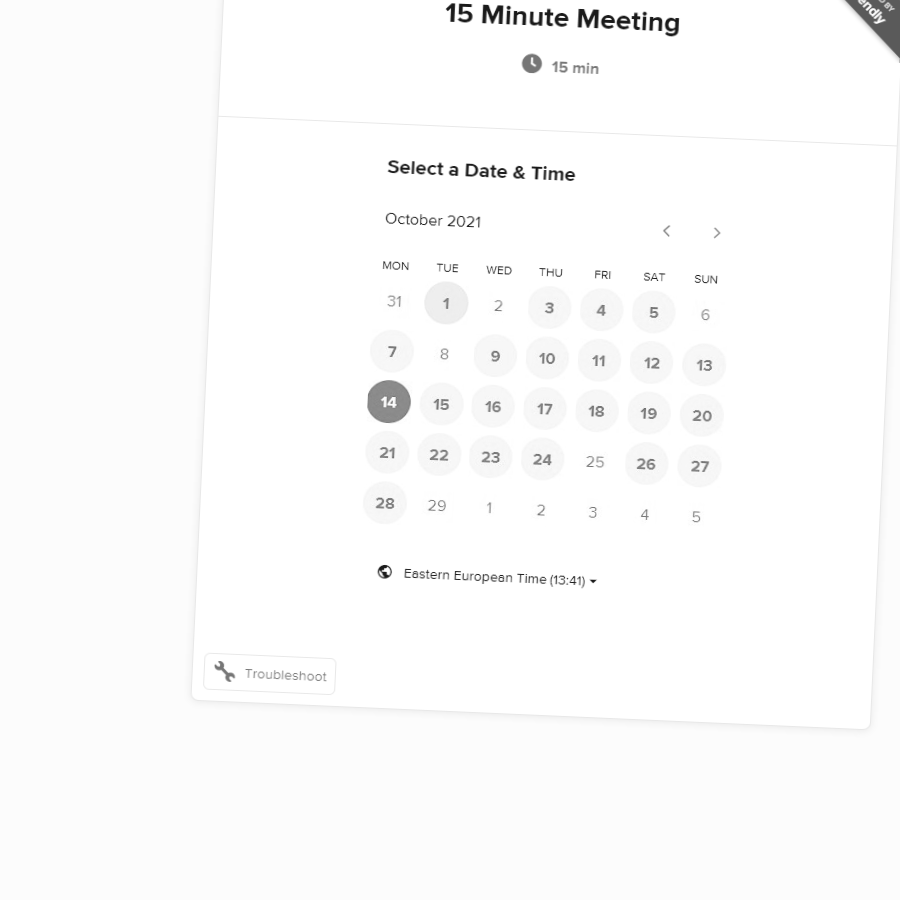 15 Minute Meeting
15 min
BY
endly
Select a Date & Time
October 2021
MON TUE WED THU FRI SAT SUN
31 1 2 3 4 5 6
7 8 9 10 11 12 13
14 15 16 17 18 19 20
21 22 23 24 25 26 27
28 29 1 2 3 4 5
Eastern European Time (13:41)
Troubleshoot